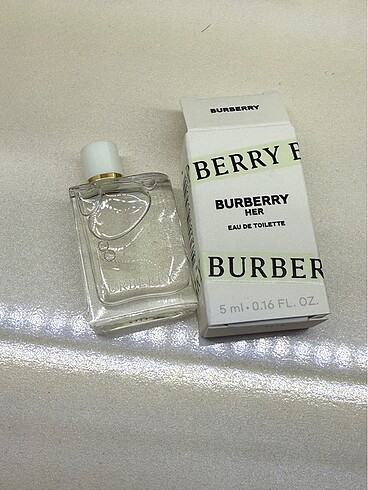 BURBERRY
BERRY B
BURBERRY
HER
EAU DE TOILETTE
BURBER
5 ml · 0.16 FL. OZ.